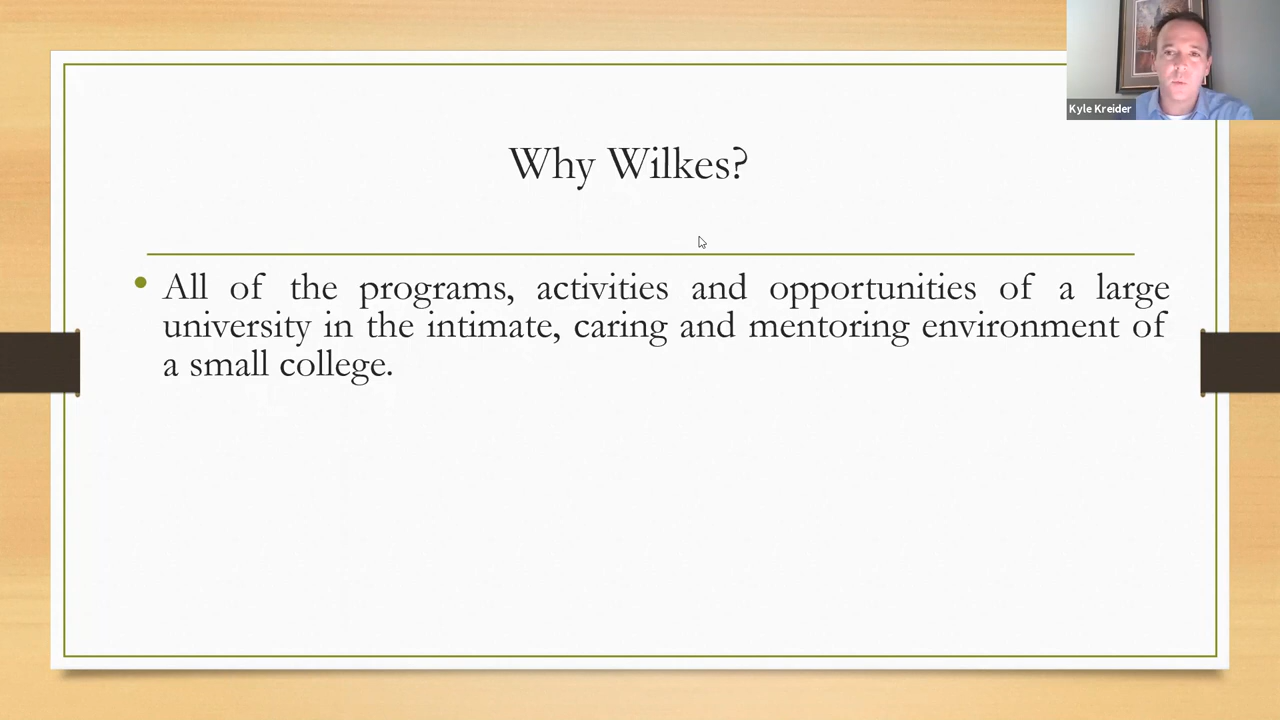 Kyle Kreider
Why Wilkes?
• All of the programs, activities and opportunities of a large
university in the intimate, caring and mentoring environment of
a small college.